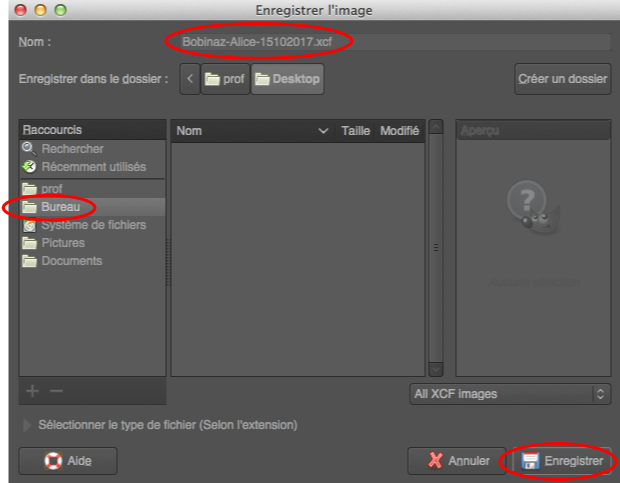 Enregistrer l'image
Nom :
Bobinaz-Alice-15102017.xcf
Enregistrer dans le dossier :
< prof Desktop
Créer un dossier
Raccourcis
Rechercher
Récemment utilisés
prof
Bureau
Système de fichiers
Pictures
Documents
Nom Taille Modifié
Aperçu
Aucune sélection
All XCF images
Sélectionner le type de fichier (Selon l'extension)
Aide
Annuler
Enregistrer